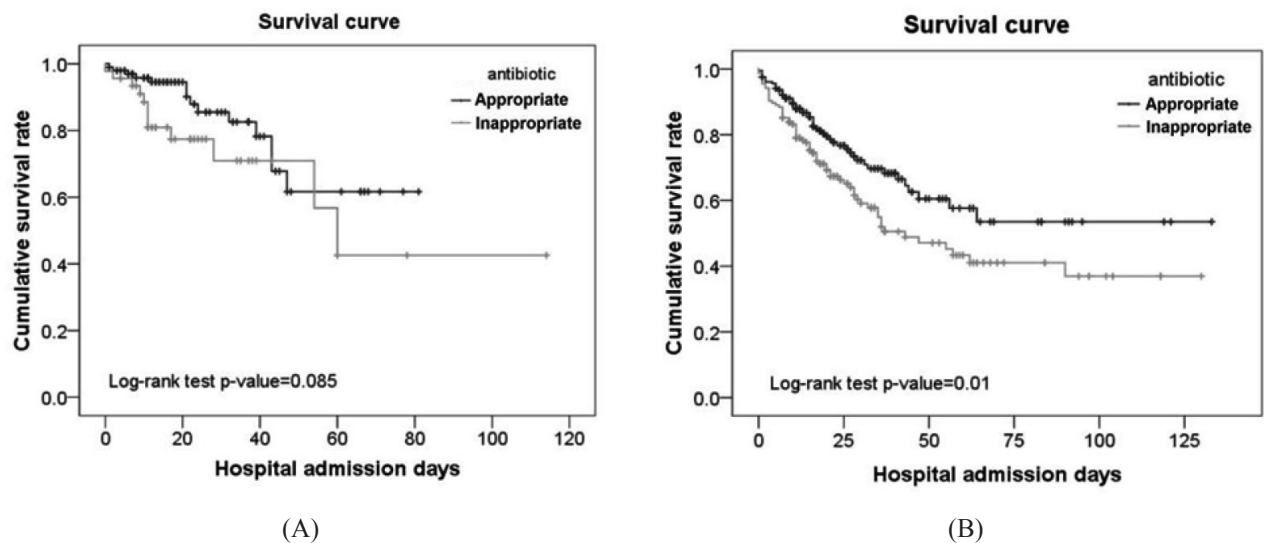 Survival curve
antibiotic
Appropriate
Inappropriate
Cumulative survival rate
1.0
0.8
0.6
0.4
0.2
0.0
Log-rank test p-value=0.085
0 20 40 60 80 100 120
Hospital admission days
(A)
Survival curve
antibiotic
Appropriate
Inappropriate
Cumulative survival rate
1.0
0.8
0.6
0.4
0.2
0.0
Log-rank test p-value=0.01
0 25 50 75 100 125
Hospital admission days
(B)